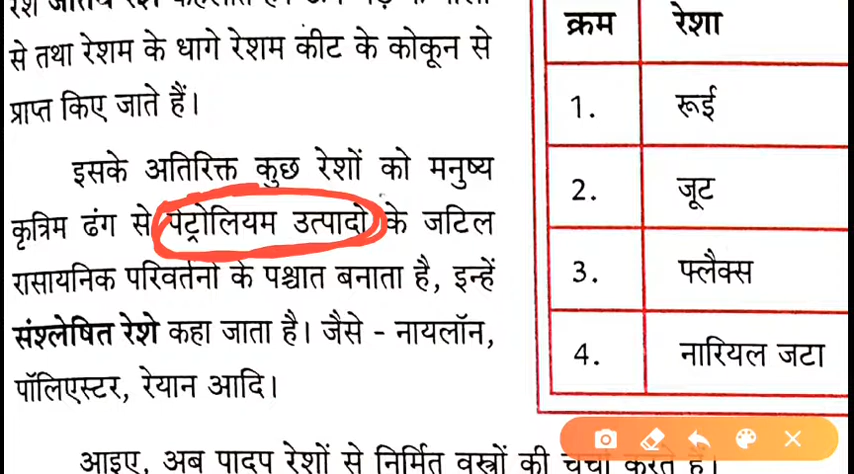 से तथा रेशम के धागे रेशम कीट के कोकून से
प्राप्त किए जाते हैं।
इसके अतिरिक्त कुछ रेशों को मनुष्य
कृत्रिम ढंग से पेट्रोलियम उत्पादों के जटिल
रासायनिक परिवर्तनों के पश्चात बनाता है, इन्हें
संश्लेषित रेशे कहा जाता है। जैसे - नायलॉन,
पॉलिएस्टर, रेयान आदि।
आइए, अब पादप रेशों से निर्मित वस्त्रों की चर्चा करते हैं।
क्रम रेशा
1. रूई
2. जूट
3. फ्लैक्स
4. नारियल जटा